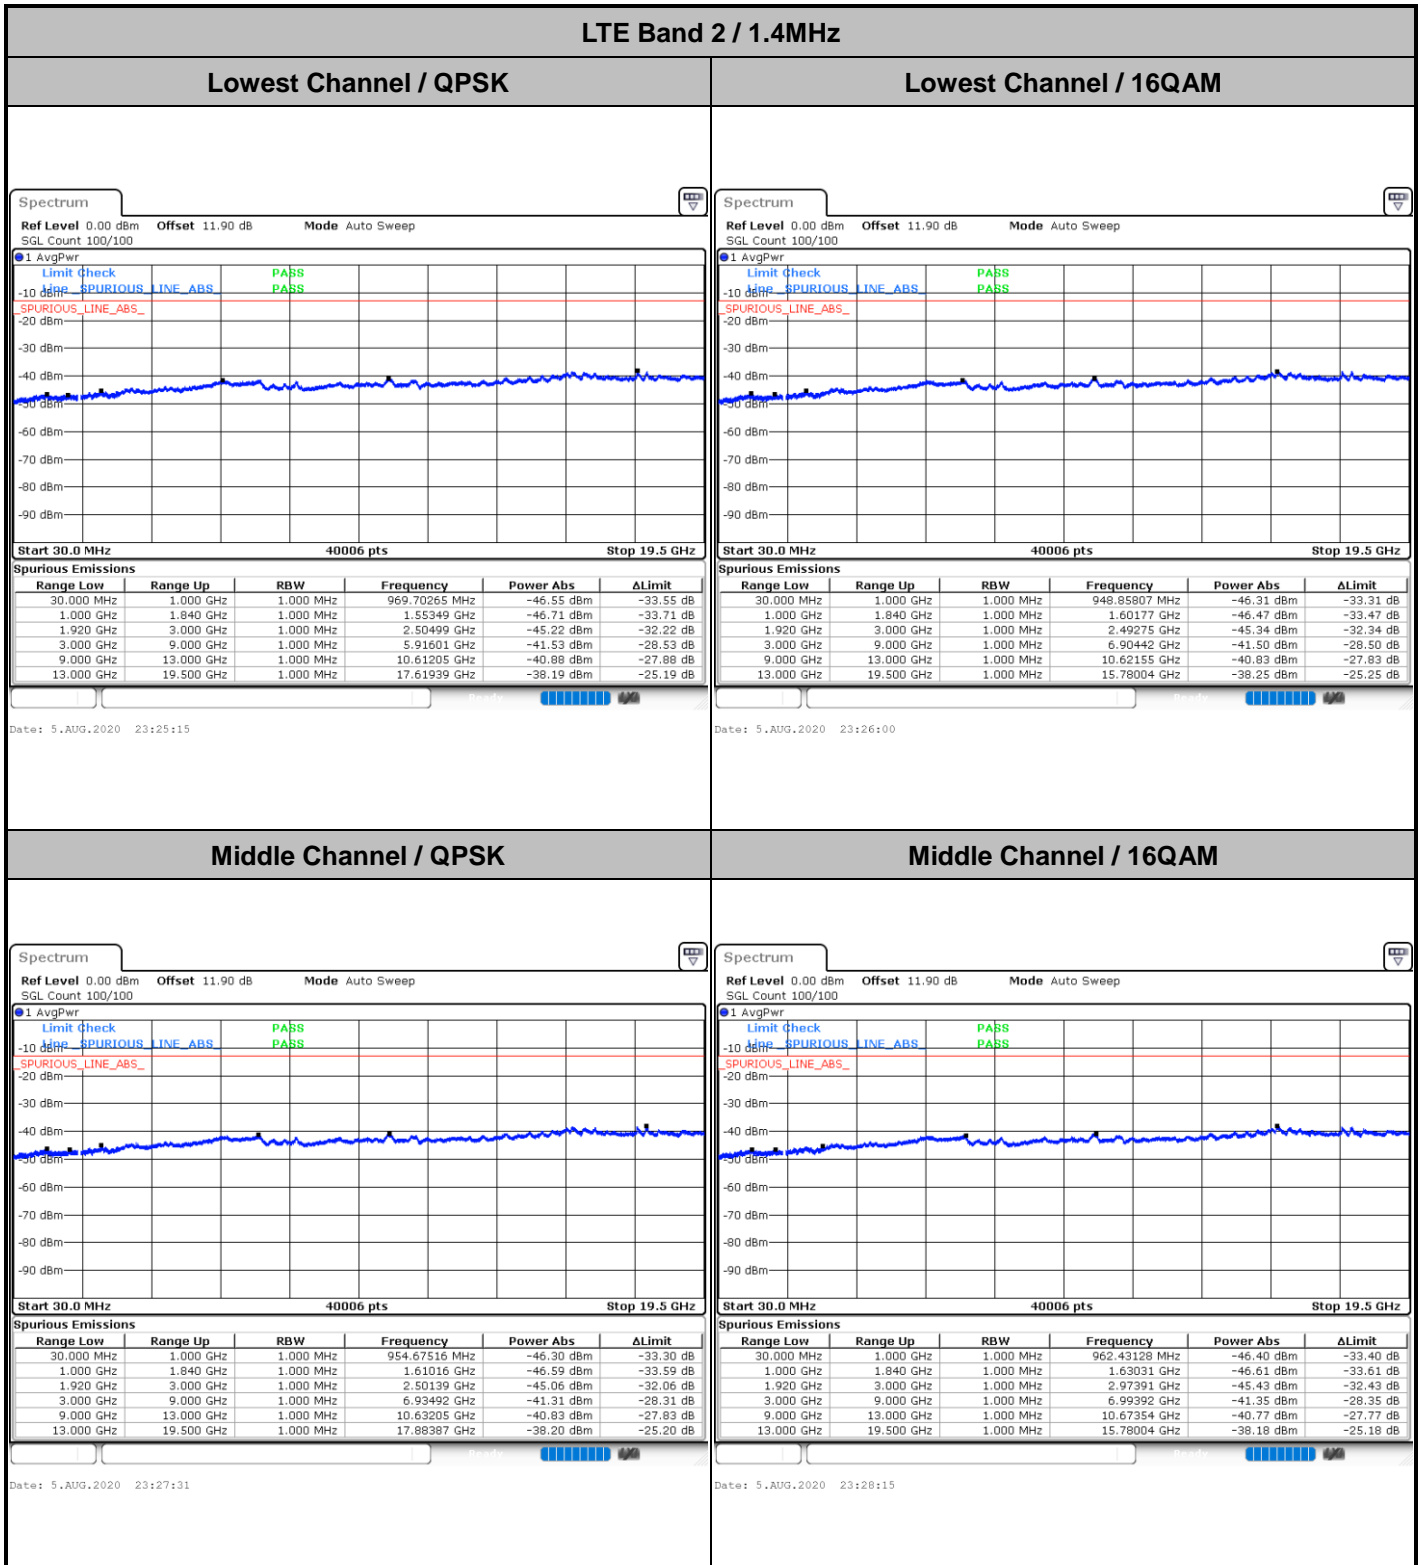 LTE Band 2 / 1.4MHz
Lowest Channel / QPSK
Lowest Channel / 16QAM
Spectrum
Ref Level 0.00 dBm Offset 11.90 dB Mode Auto Sweep
SGL Count 100/100
1 AvgPwr
Limit Check PASS
Line _SPURIOUS_LINE_ABS_ PASS
-10 dBm
_SPURIOUS_LINE_ABS_
-20 dBm
-30 dBm
-40 dBm
-50 dBm
-60 dBm
-70 dBm
-80 dBm
-90 dBm
Start 30.0 MHz 40006 pts Stop 19.5 GHz
Spurious Emissions
Range Low Range Up RBW Frequency Power Abs ΔLimit
30.000 MHz 1.000 GHz 1.000 MHz 969.70265 MHz -46.55 dBm -33.55 dB
1.000 GHz 1.840 GHz 1.000 MHz 1.55349 GHz -46.71 dBm -33.71 dB
1.920 GHz 3.000 GHz 1.000 MHz 2.50499 GHz -45.22 dBm -32.22 dB
3.000 GHz 9.000 GHz 1.000 MHz 5.91601 GHz -41.53 dBm -28.53 dB
9.000 GHz 13.000 GHz 1.000 MHz 10.61205 GHz -40.88 dBm -27.88 dB
13.000 GHz 19.500 GHz 1.000 MHz 17.61939 GHz -38.19 dBm -25.19 dB
Date: 5.AUG.2020 23:25:15
Spectrum
Ref Level 0.00 dBm Offset 11.90 dB Mode Auto Sweep
SGL Count 100/100
1 AvgPwr
Limit Check PASS
Line _SPURIOUS_LINE_ABS_ PASS
-10 dBm
_SPURIOUS_LINE_ABS_
-20 dBm
-30 dBm
-40 dBm
-50 dBm
-60 dBm
-70 dBm
-80 dBm
-90 dBm
Start 30.0 MHz 40006 pts Stop 19.5 GHz
Spurious Emissions
Range Low Range Up RBW Frequency Power Abs ΔLimit
30.000 MHz 1.000 GHz 1.000 MHz 948.85807 MHz -46.31 dBm -33.31 dB
1.000 GHz 1.840 GHz 1.000 MHz 1.60177 GHz -46.47 dBm -33.47 dB
1.920 GHz 3.000 GHz 1.000 MHz 2.49275 GHz -45.34 dBm -32.34 dB
3.000 GHz 9.000 GHz 1.000 MHz 6.90442 GHz -41.50 dBm -28.50 dB
9.000 GHz 13.000 GHz 1.000 MHz 10.62155 GHz -40.83 dBm -27.83 dB
13.000 GHz 19.500 GHz 1.000 MHz 15.78004 GHz -38.25 dBm -25.25 dB
Date: 5.AUG.2020 23:26:00
Middle Channel / QPSK
Middle Channel / 16QAM
Spectrum
Ref Level 0.00 dBm Offset 11.90 dB Mode Auto Sweep
SGL Count 100/100
1 AvgPwr
Limit Check PASS
Line _SPURIOUS_LINE_ABS_ PASS
-10 dBm
_SPURIOUS_LINE_ABS_
-20 dBm
-30 dBm
-40 dBm
-50 dBm
-60 dBm
-70 dBm
-80 dBm
-90 dBm
Start 30.0 MHz 40006 pts Stop 19.5 GHz
Spurious Emissions
Range Low Range Up RBW Frequency Power Abs ΔLimit
30.000 MHz 1.000 GHz 1.000 MHz 954.67516 MHz -46.30 dBm -33.30 dB
1.000 GHz 1.840 GHz 1.000 MHz 1.61016 GHz -46.59 dBm -33.59 dB
1.920 GHz 3.000 GHz 1.000 MHz 2.50139 GHz -45.06 dBm -32.06 dB
3.000 GHz 9.000 GHz 1.000 MHz 6.93492 GHz -41.31 dBm -28.31 dB
9.000 GHz 13.000 GHz 1.000 MHz 10.63205 GHz -40.83 dBm -27.83 dB
13.000 GHz 19.500 GHz 1.000 MHz 17.88387 GHz -38.20 dBm -25.20 dB
Date: 5.AUG.2020 23:27:31
Spectrum
Ref Level 0.00 dBm Offset 11.90 dB Mode Auto Sweep
SGL Count 100/100
1 AvgPwr
Limit Check PASS
Line _SPURIOUS_LINE_ABS_ PASS
-10 dBm
_SPURIOUS_LINE_ABS_
-20 dBm
-30 dBm
-40 dBm
-50 dBm
-60 dBm
-70 dBm
-80 dBm
-90 dBm
Start 30.0 MHz 40006 pts Stop 19.5 GHz
Spurious Emissions
Range Low Range Up RBW Frequency Power Abs ΔLimit
30.000 MHz 1.000 GHz 1.000 MHz 962.43128 MHz -46.40 dBm -33.40 dB
1.000 GHz 1.840 GHz 1.000 MHz 1.63031 GHz -46.61 dBm -33.61 dB
1.920 GHz 3.000 GHz 1.000 MHz 2.97391 GHz -45.43 dBm -32.43 dB
3.000 GHz 9.000 GHz 1.000 MHz 6.99392 GHz -41.35 dBm -28.35 dB
9.000 GHz 13.000 GHz 1.000 MHz 10.67354 GHz -40.77 dBm -27.77 dB
13.000 GHz 19.500 GHz 1.000 MHz 15.78004 GHz -38.18 dBm -25.18 dB
Date: 5.AUG.2020 23:28:15